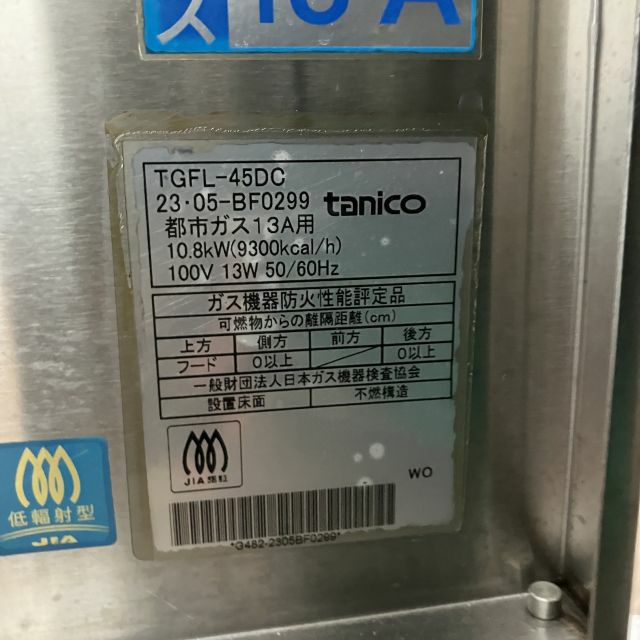 ス 13A
TGFL-45DC
23・05-BF0299 tanico
都市ガス13A用
10.8kW(9300kcal/h)
100V 13W 50/60Hz
ガス機器防火性能評定品
可燃物からの離隔距離(cm)
上方 側方 前方 後方
フード 0以上 0以上
一般財団法人日本ガス機器検査協会
設置床面 不燃構造
JIA
WO
*G482-2305BF0299*
低輻射型
JIA